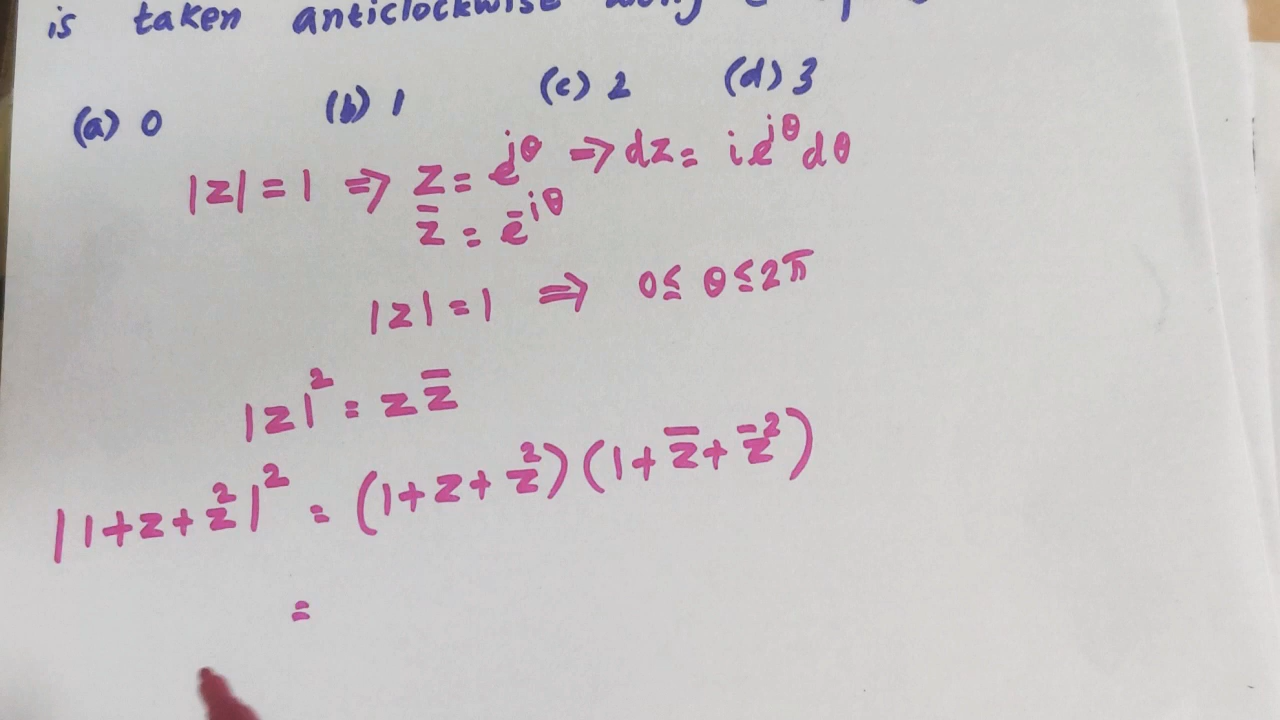 is taken anticlockwise along
(a) 0 (b) 1 (c) 2 (d) 3
|z| = 1 ⇒ z = e^{iθ} ⇒ dz = ie^{iθ}dθ
z̄ = e^{-iθ}
|z| = 1 ⇒ 0 ≤ θ ≤ 2π
|z|² = z z̄
|1+z+z²|² = (1+z+z²)(1+z̄+z̄²)
=